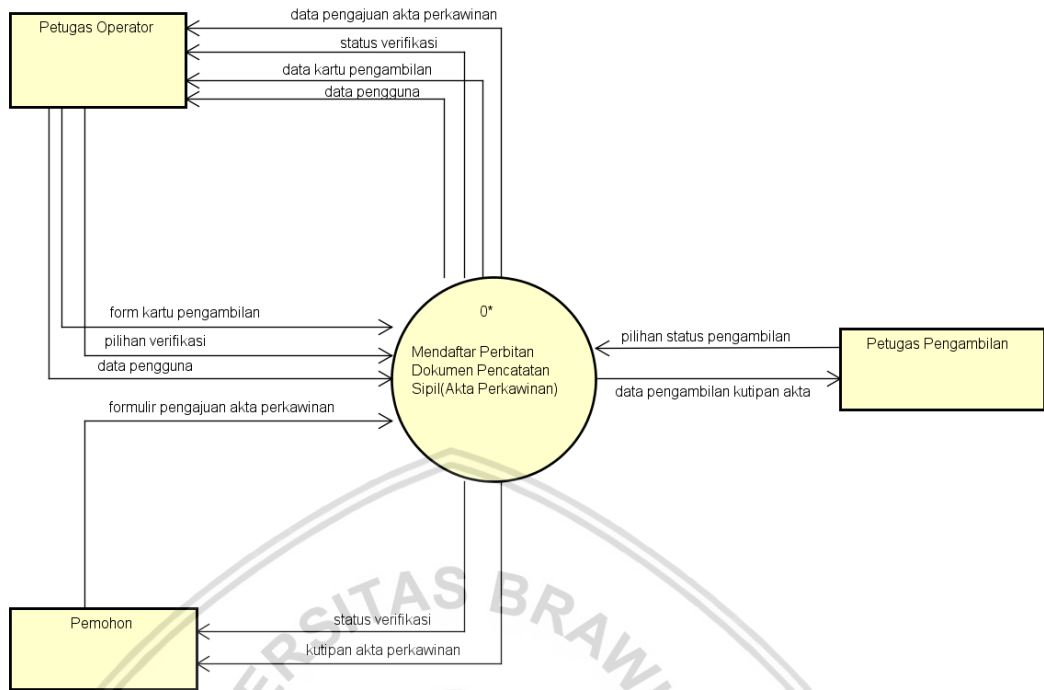 data pengajuan akta perkawinan
Petugas Operator
status verifikasi
data kartu pengambilan
data pengguna
0*
form kartu pengambilan
pilihan verifikasi
data pengguna
Mendaftar Perbitan
Dokumen Pencatatan
Sipil(Akta Perkawinan)
pilihan status pengambilan
Petugas Pengambilan
data pengambilan kutipan akta
formulir pengajuan akta perkawinan
Pemohon
status verifikasi
kutipan akta perkawinan